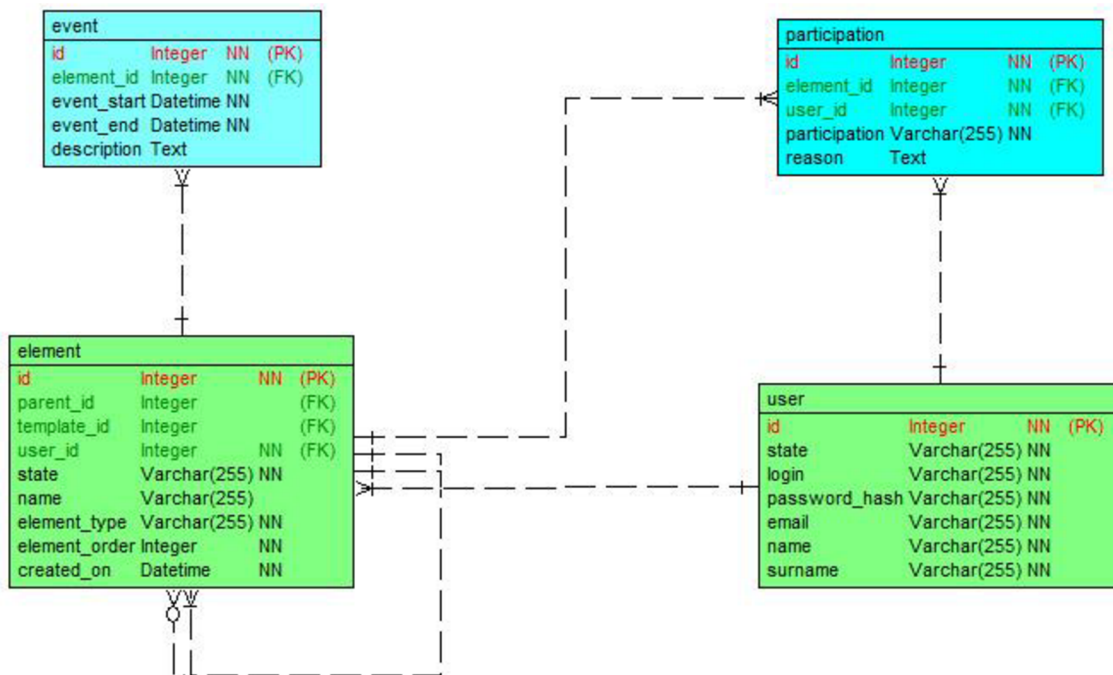 event
id Integer NN (PK)
element_id Integer NN (FK)
event_start Datetime NN
event_end Datetime NN
description Text
participation
id Integer NN (PK)
element_id Integer NN (FK)
user_id Integer NN (FK)
participation Varchar(255) NN
reason Text
element
id Integer NN (PK)
parent_id Integer (FK)
template_id Integer (FK)
user_id Integer NN (FK)
state Varchar(255) NN
name Varchar(255)
element_type Varchar(255) NN
element_order Integer NN
created_on Datetime NN
user
id Integer NN (PK)
state Varchar(255) NN
login Varchar(255) NN
password_hash Varchar(255) NN
email Varchar(255) NN
name Varchar(255) NN
surname Varchar(255) NN